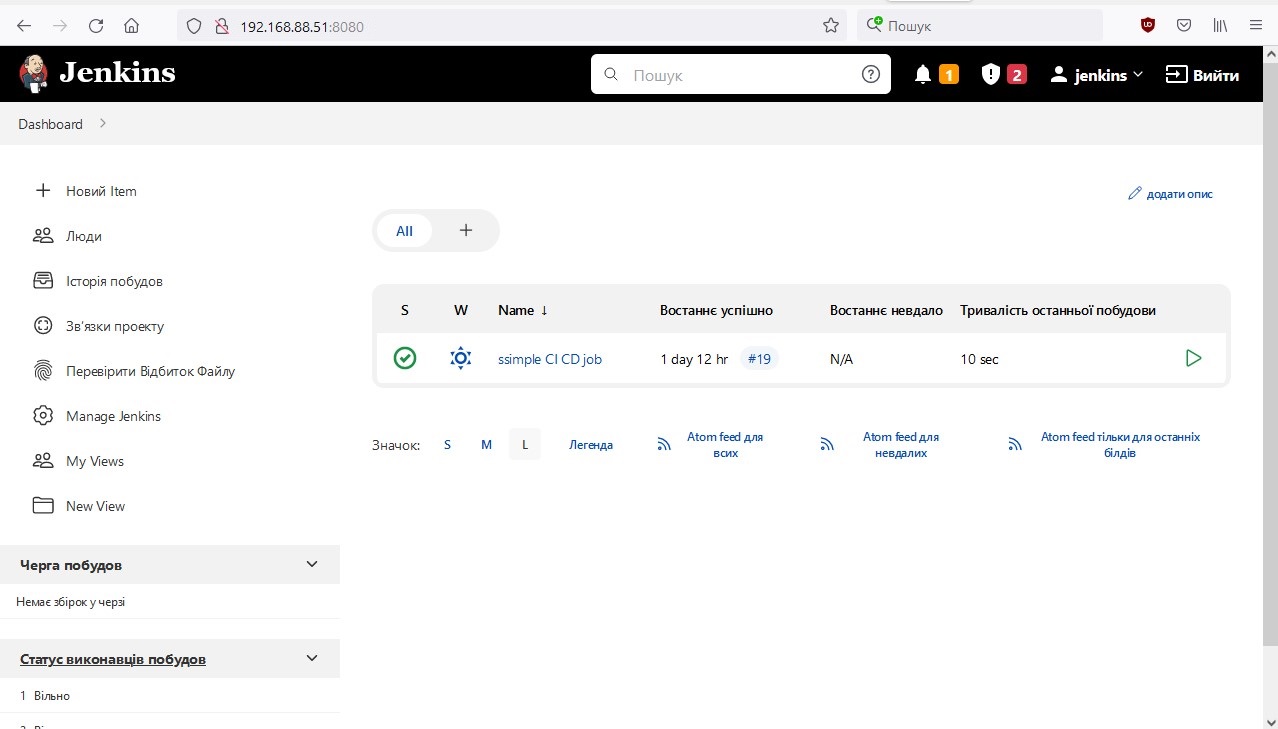 192.168.88.51:8080
Пошук
Jenkins
Пошук
1
2
jenkins
Вийти
Dashboard
Новий Item
Люди
Історія побудов
Зв'язки проекту
Перевірити Відбиток Файлу
Manage Jenkins
My Views
New View
Черга побудов
Немає збірок у черзі
Статус виконавців побудов
1 Вільно
додати опис
All
S W Name ↓ Востаннє успішно Востаннє невдало Тривалість останньої побудови
ssimple CI CD job 1 day 12 hr #19 N/A 10 sec
Значок: S M L Легенда
Atom feed для
всих
Atom feed для
невдалих
Atom feed тільки для останніх
білдів